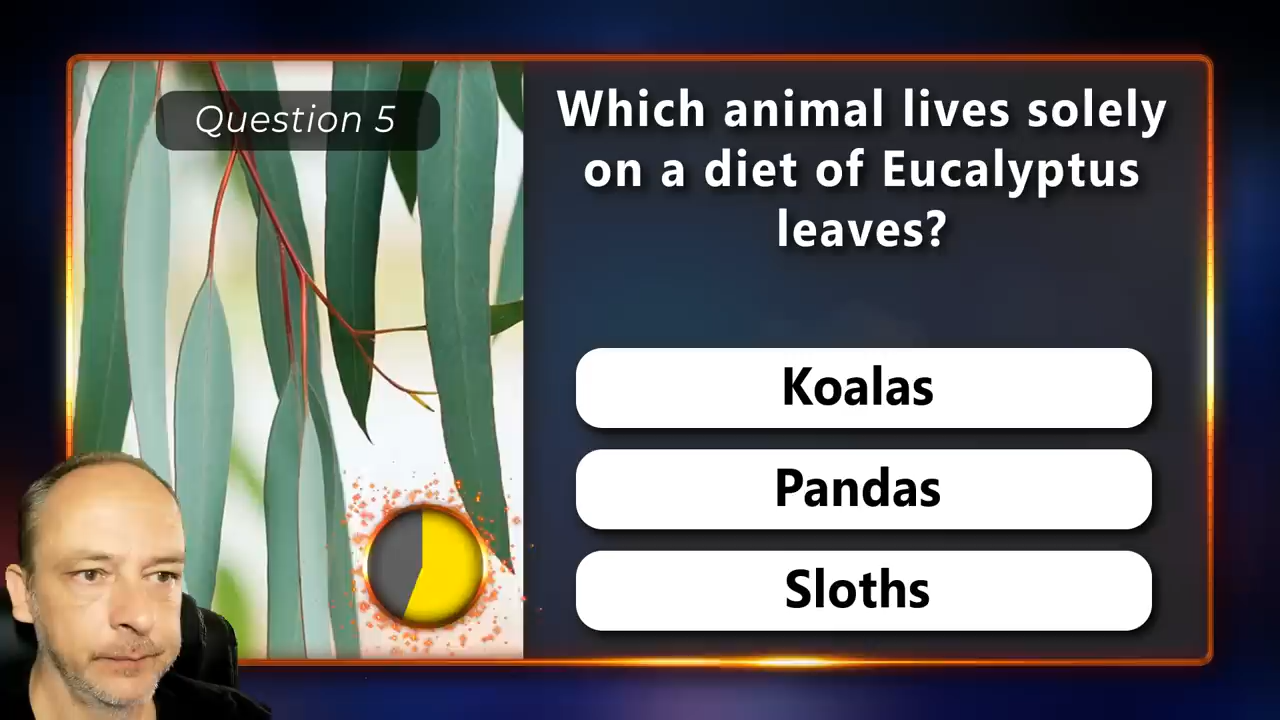 Question 5
Which animal lives solely
on a diet of Eucalyptus
leaves?
Koalas
Pandas
Sloths